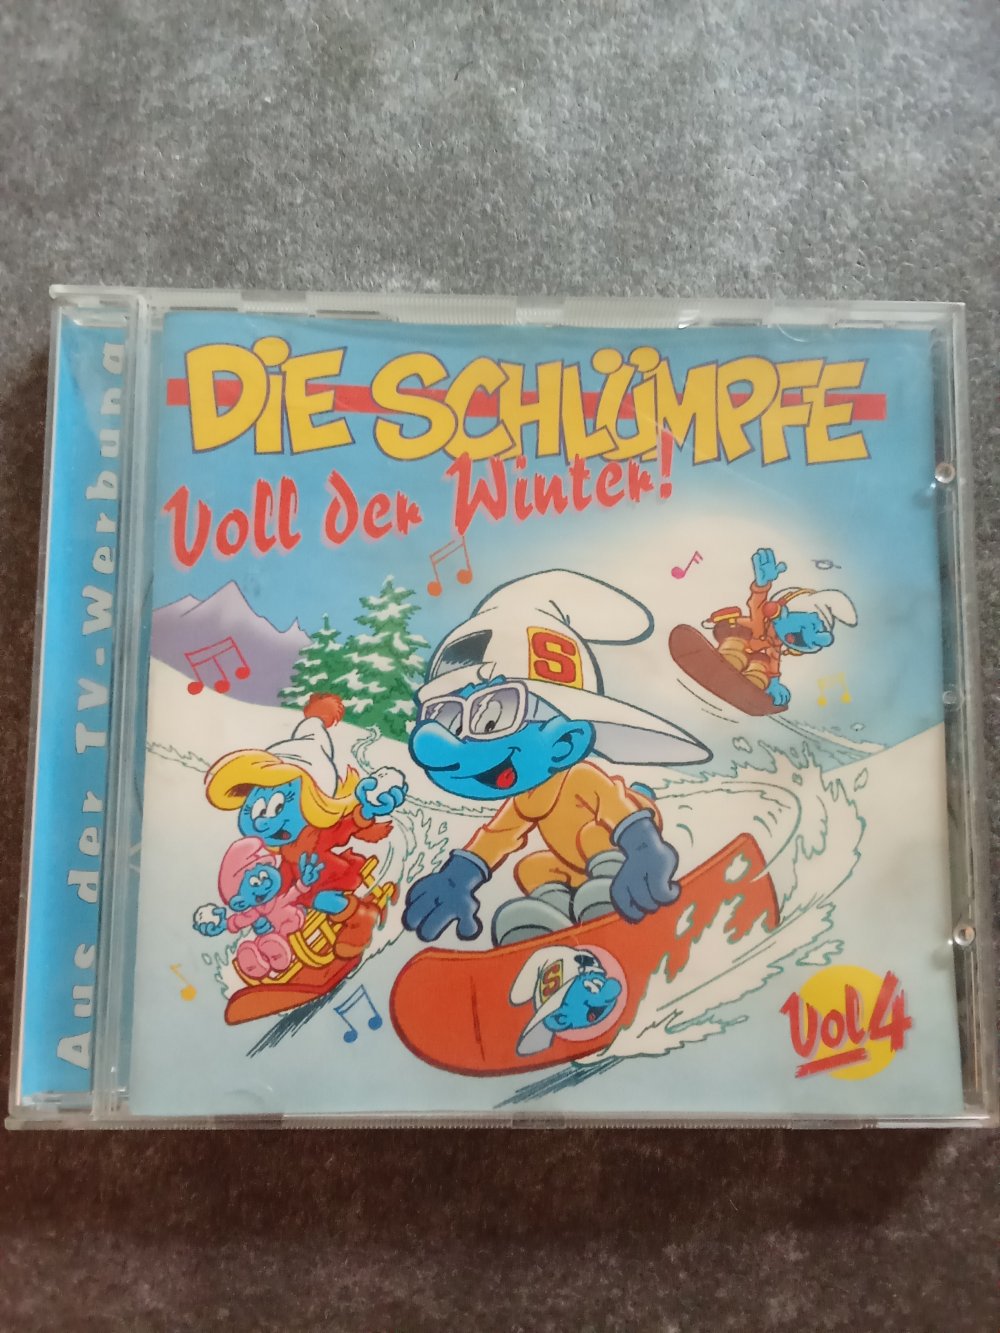 DiE SCHLÜMPFE
Voll der Winter!
S
S
Vol 4
Aus der TV-Werbung